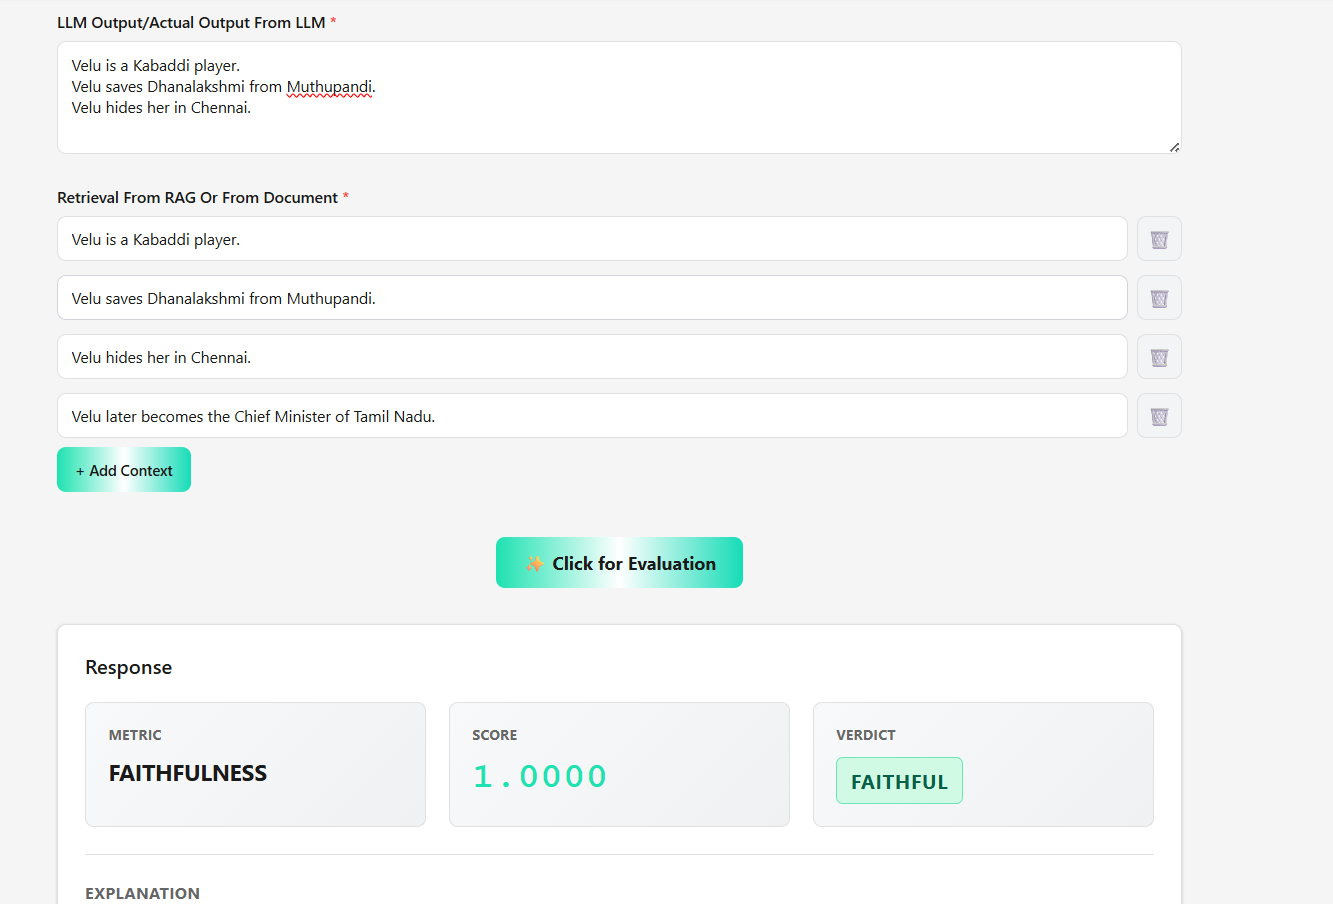 LLM Output/Actual Output From LLM *
Velu is a Kabaddi player.
Velu saves Dhanalakshmi from Muthupandi.
Velu hides her in Chennai.
Retrieval From RAG Or From Document *
Velu is a Kabaddi player.
Velu saves Dhanalakshmi from Muthupandi.
Velu hides her in Chennai.
Velu later becomes the Chief Minister of Tamil Nadu.
+ Add Context
✨ Click for Evaluation
Response
METRIC
FAITHFULNESS
SCORE
1.0000
VERDICT
FAITHFUL
EXPLANATION